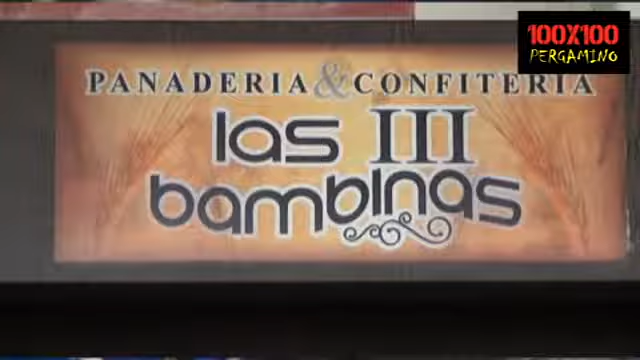 100X100
PERGAMINO
PANADERIA & CONFITERIA
las III
bambinas